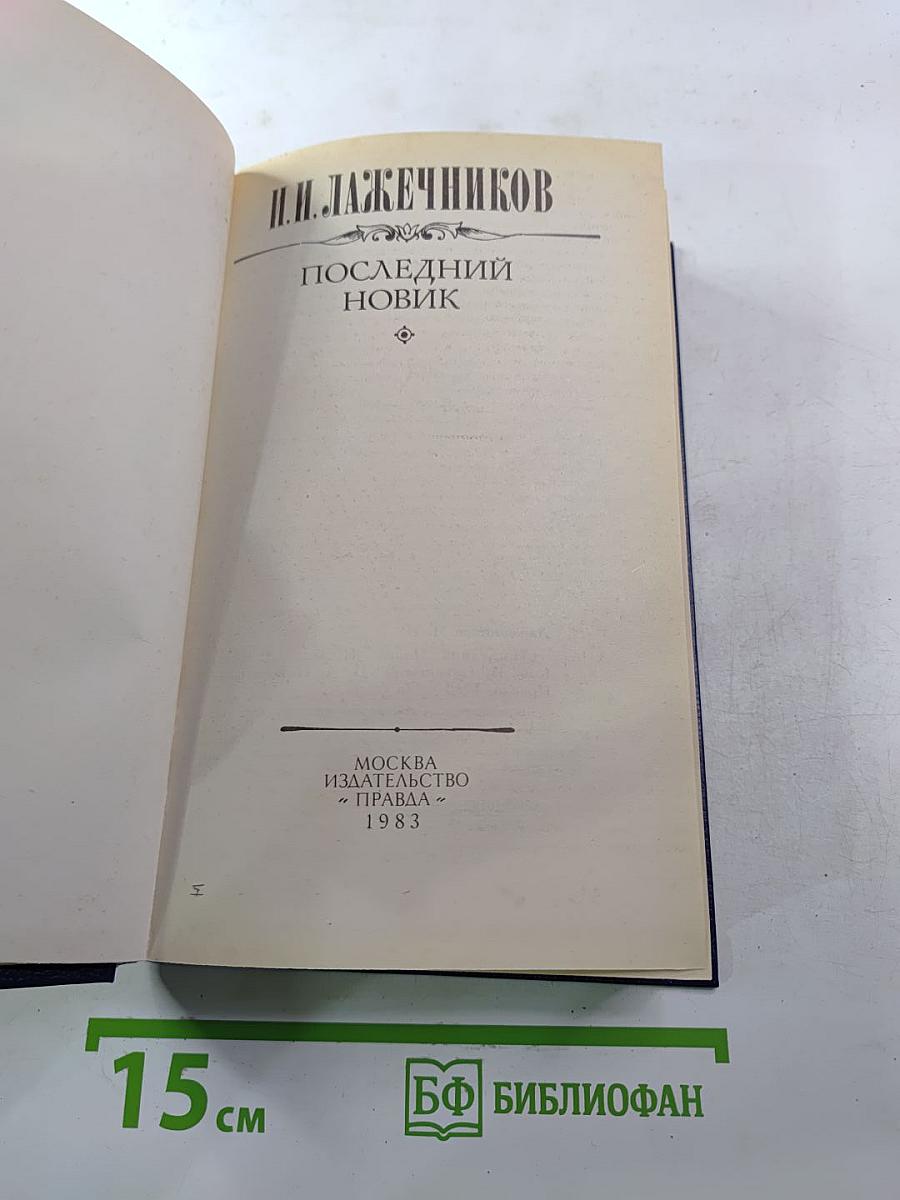 И. И. ЛАЖЕЧНИКОВ
ПОСЛЕДНИЙ
НОВИК
МОСКВА
ИЗДАТЕЛЬСТВО
„ ПРАВДА “
1983
15 см
БФ БИБЛИОФАН